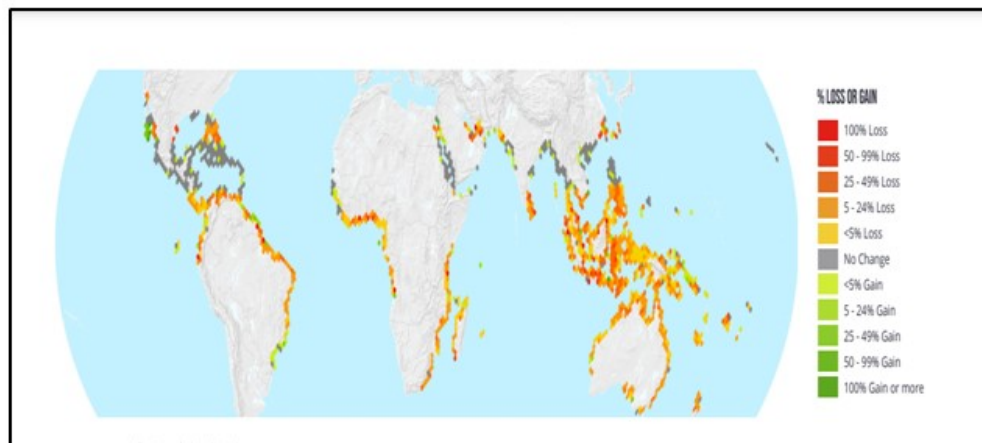 % LOSS OR GAIN
100% Loss
50 - 99% Loss
25 - 49% Loss
5 - 24% Loss
<5% Loss
No Change
<5% Gain
5 - 24% Gain
25 - 49% Gain
50 - 99% Gain
100% Gain or more